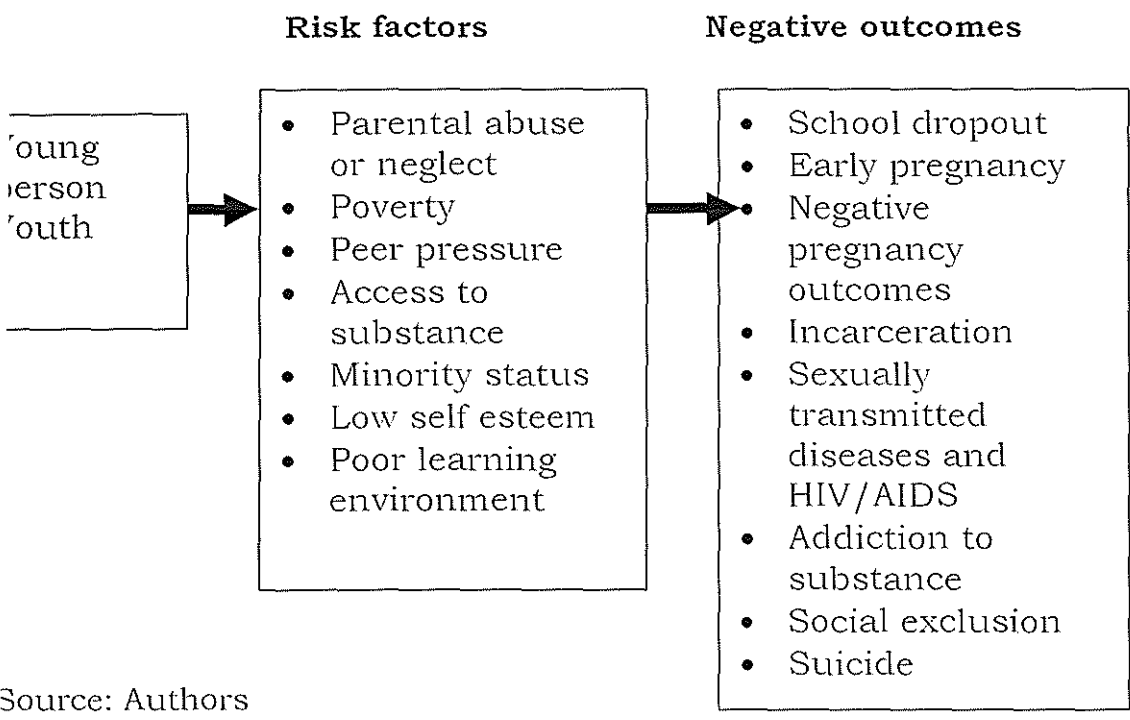 Risk factors
Negative outcomes
oung
erson
outh
• Parental abuse
or neglect
• Poverty
• Peer pressure
• Access to
substance
• Minority status
• Low self esteem
• Poor learning
environment
• School dropout
• Early pregnancy
• Negative
pregnancy
outcomes
• Incarceration
• Sexually
transmitted
diseases and
HIV/AIDS
• Addiction to
substance
• Social exclusion
• Suicide
Source: Authors